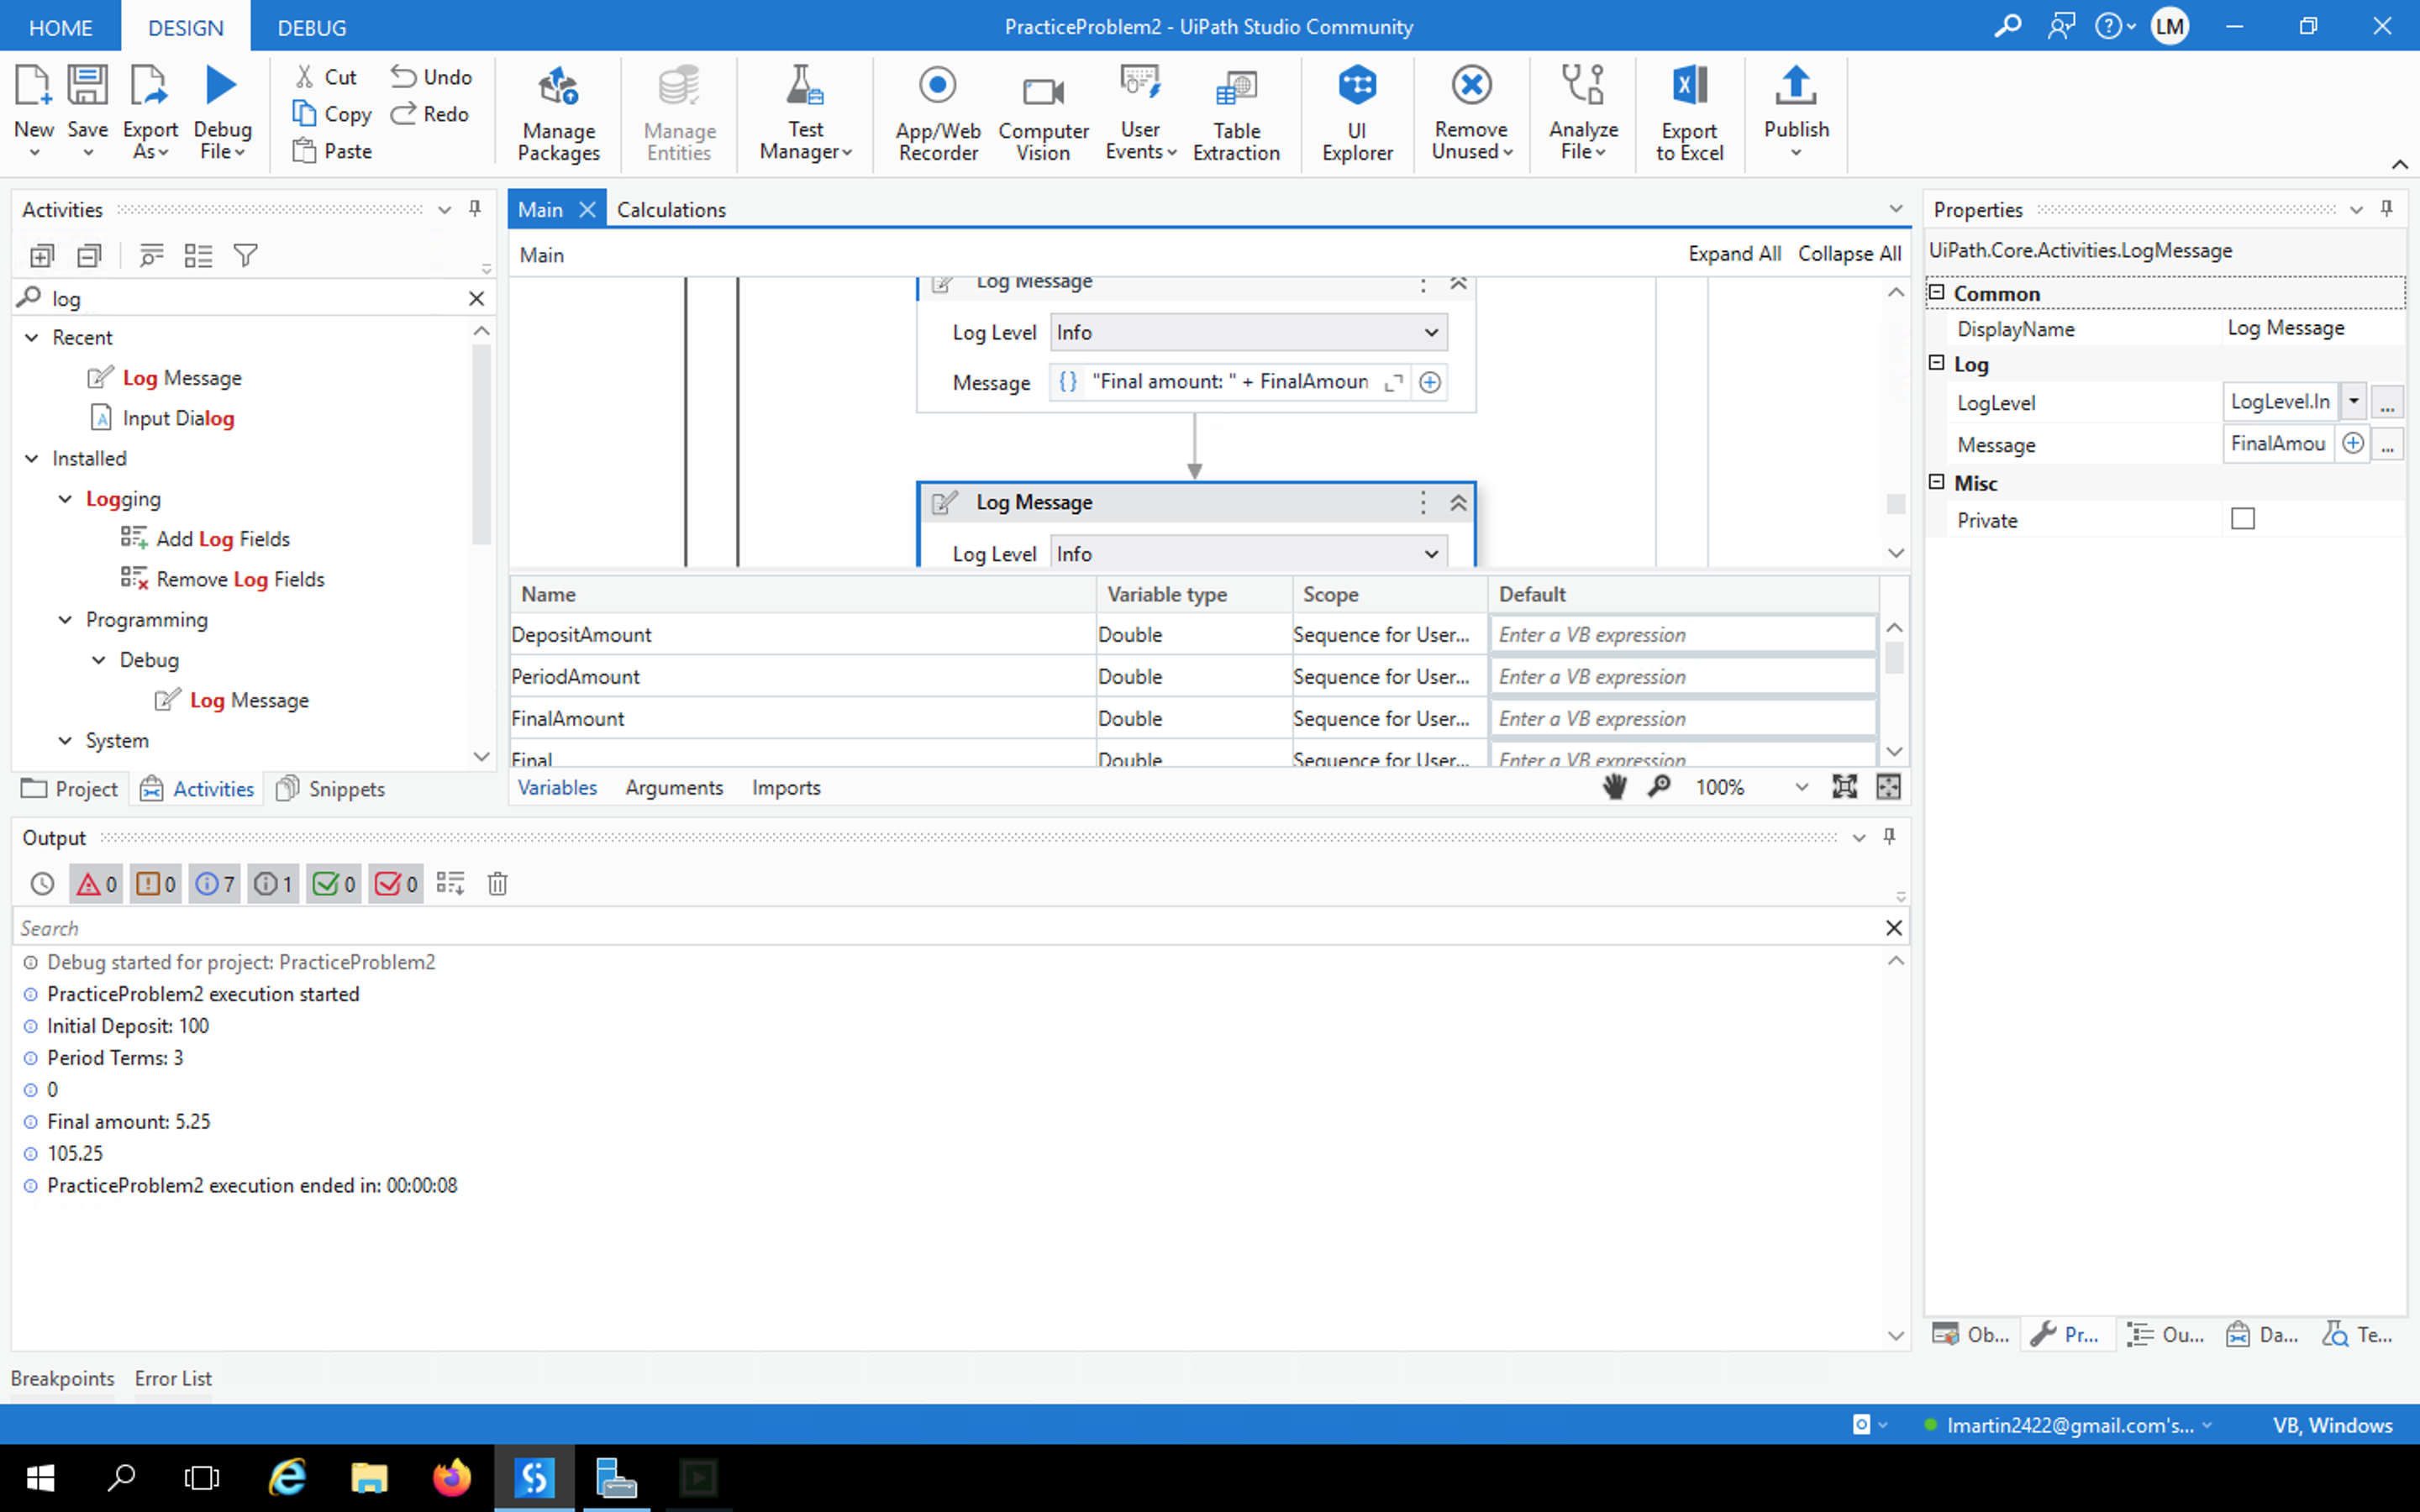 HOME DESIGN DEBUG PracticeProblem2 - UiPath Studio Community LM
New Save Export As Debug File
Cut Undo
Copy Redo
Paste
Manage Packages
Manage Entities
Test Manager
App/Web Recorder
Computer Vision
User Events
Table Extraction
UI Explorer
Remove Unused
Analyze File
Export to Excel
Publish
Activities
log
Recent
Log Message
Input Dialog
Installed
Logging
Add Log Fields
Remove Log Fields
Programming
Debug
Log Message
System
Project Activities Snippets
Main Calculations
Main Expand All Collapse All
Log Message
Log Level Info
Message "Final amount: " + FinalAmoun
Log Message
Log Level Info
Name Variable type Scope Default
DepositAmount Double Sequence for User... Enter a VB expression
PeriodAmount Double Sequence for User... Enter a VB expression
FinalAmount Double Sequence for User... Enter a VB expression
Final Double Sequence for User... Enter a VB expression
Variables Arguments Imports 100%
Properties
UiPath.Core.Activities.LogMessage
Common
DisplayName Log Message
Log
LogLevel LogLevel.In ...
Message FinalAmou ...
Misc
Private
Ob... Pr... Ou... Da... Te...
Output
0 0 7 1 0 0
Search
Debug started for project: PracticeProblem2
PracticeProblem2 execution started
Initial Deposit: 100
Period Terms: 3
0
Final amount: 5.25
105.25
PracticeProblem2 execution ended in: 00:00:08
Breakpoints Error List
lmartin2422@gmail.com's... VB, Windows